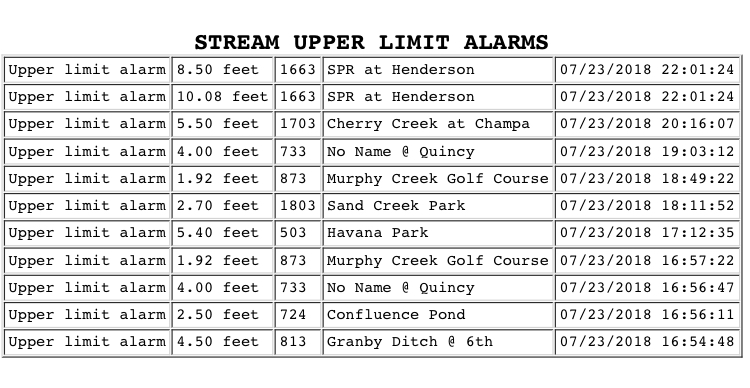 STREAM UPPER LIMIT ALARMS
Upper limit alarm 8.50 feet 1663 SPR at Henderson 07/23/2018 22:01:24
Upper limit alarm 10.08 feet 1663 SPR at Henderson 07/23/2018 22:01:24
Upper limit alarm 5.50 feet 1703 Cherry Creek at Champa 07/23/2018 20:16:07
Upper limit alarm 4.00 feet 733 No Name @ Quincy 07/23/2018 19:03:12
Upper limit alarm 1.92 feet 873 Murphy Creek Golf Course 07/23/2018 18:49:22
Upper limit alarm 2.70 feet 1803 Sand Creek Park 07/23/2018 18:11:52
Upper limit alarm 5.40 feet 503 Havana Park 07/23/2018 17:12:35
Upper limit alarm 1.92 feet 873 Murphy Creek Golf Course 07/23/2018 16:57:22
Upper limit alarm 4.00 feet 733 No Name @ Quincy 07/23/2018 16:56:47
Upper limit alarm 2.50 feet 724 Confluence Pond 07/23/2018 16:56:11
Upper limit alarm 4.50 feet 813 Granby Ditch @ 6th 07/23/2018 16:54:48